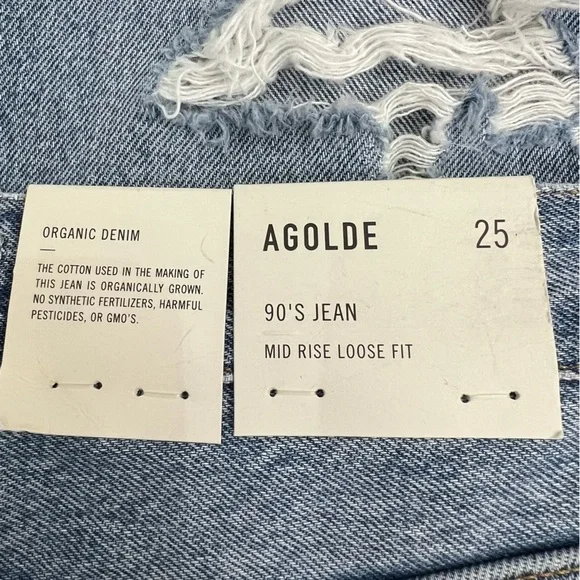 ORGANIC DENIM
THE COTTON USED IN THE MAKING OF
THIS JEAN IS ORGANICALLY GROWN.
NO SYNTHETIC FERTILIZERS, HARMFUL
PESTICIDES, OR GMO'S.
AGOLDE 25
90'S JEAN
MID RISE LOOSE FIT